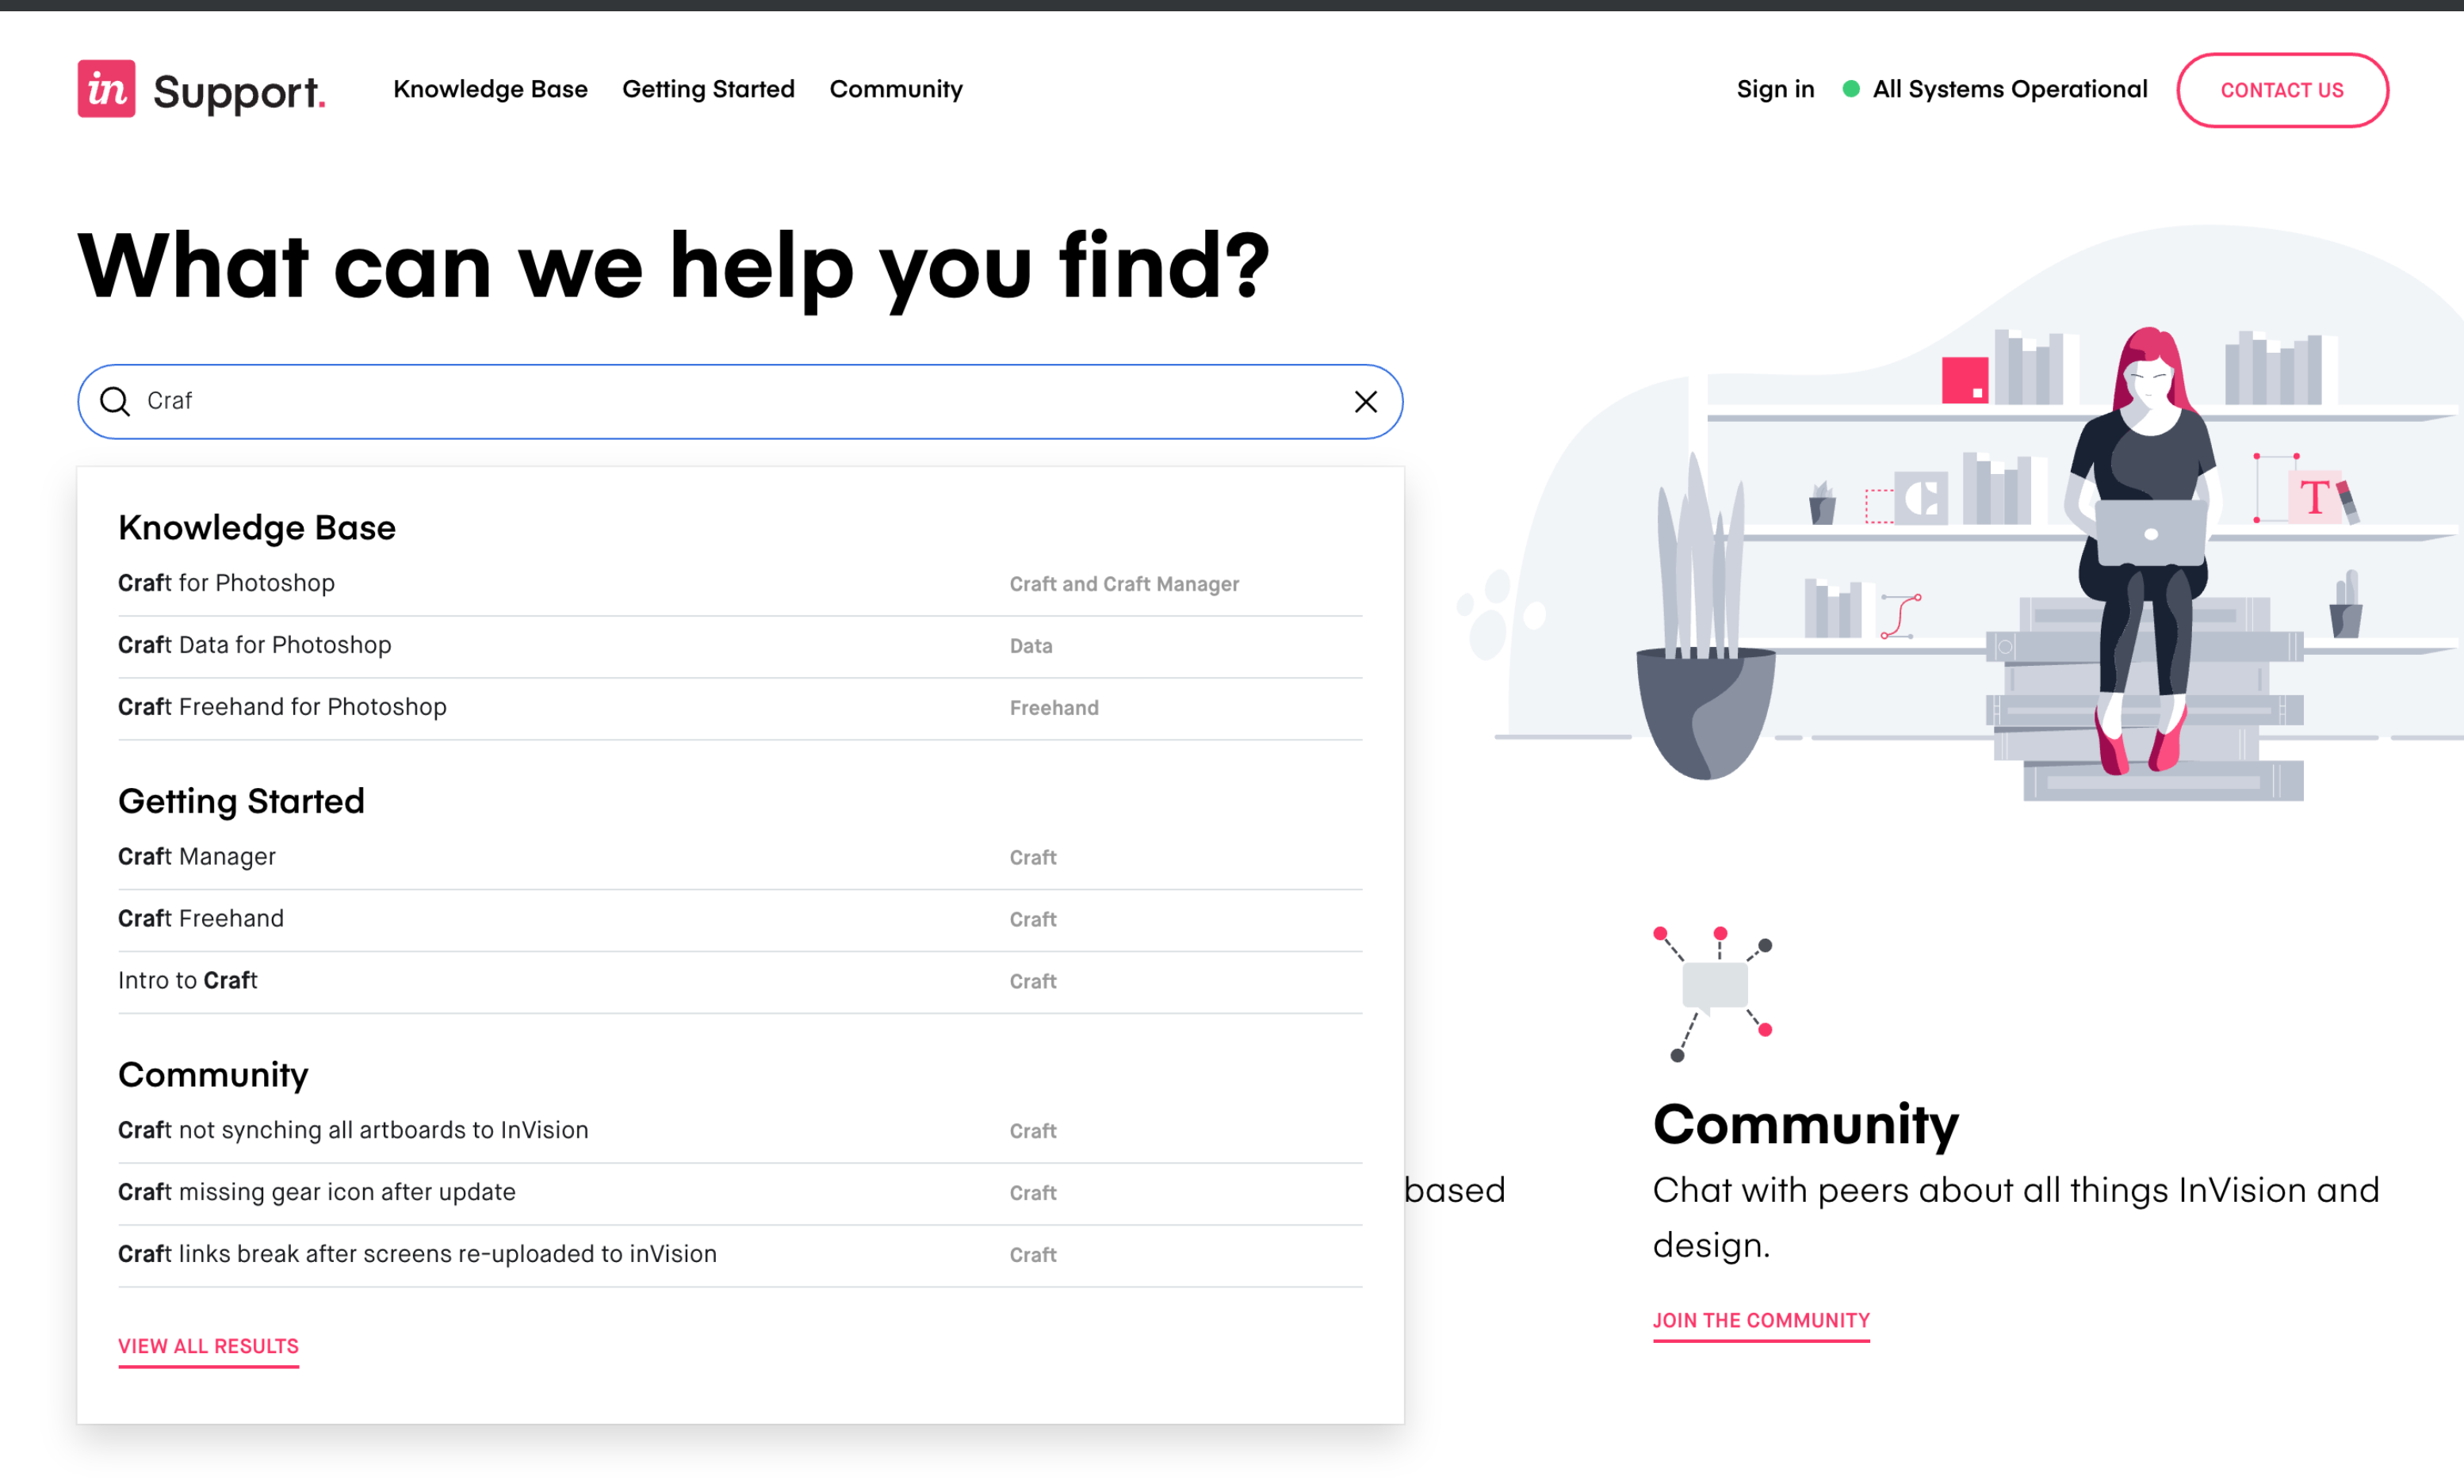 in Support.
Knowledge Base Getting Started Community
Sign in All Systems Operational CONTACT US
What can we help you find?
Craf
Knowledge Base
Craft for Photoshop Craft and Craft Manager
Craft Data for Photoshop Data
Craft Freehand for Photoshop Freehand
Getting Started
Craft Manager Craft
Craft Freehand Craft
Intro to Craft Craft
Community
Craft not synching all artboards to InVision Craft
Craft missing gear icon after update Craft
Craft links break after screens re-uploaded to inVision Craft
VIEW ALL RESULTS
based
T
Community
Chat with peers about all things InVision and
design.
JOIN THE COMMUNITY